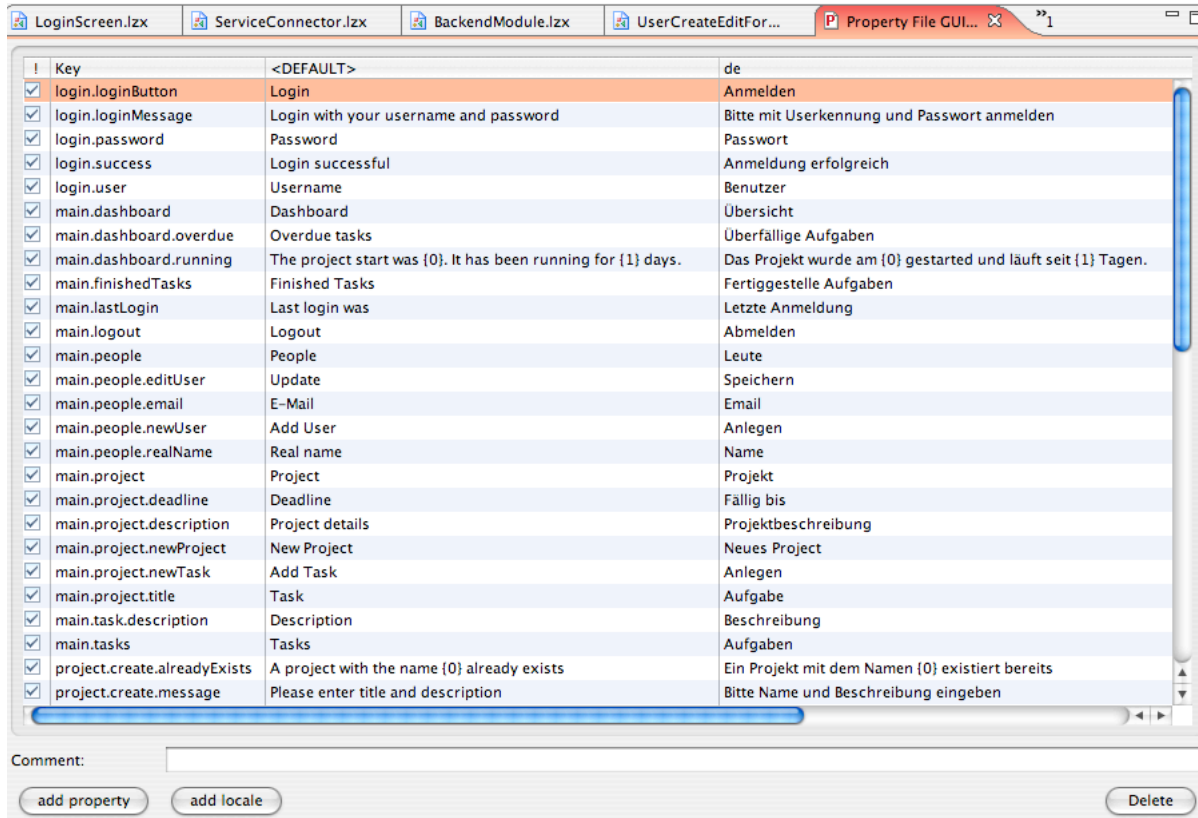 LoginScreen.lzx ServiceConnector.lzx BackendModule.lzx UserCreateEditFor... Property File GUI... »1
! Key <DEFAULT> de
login.loginButton Login Anmelden
login.loginMessage Login with your username and password Bitte mit Userkennung und Passwort anmelden
login.password Password Passwort
login.success Login successful Anmeldung erfolgreich
login.user Username Benutzer
main.dashboard Dashboard Übersicht
main.dashboard.overdue Overdue tasks Überfällige Aufgaben
main.dashboard.running The project start was {0}. It has been running for {1} days. Das Projekt wurde am {0} gestarted und läuft seit {1} Tagen.
main.finishedTasks Finished Tasks Fertiggestelle Aufgaben
main.lastLogin Last login was Letzte Anmeldung
main.logout Logout Abmelden
main.people People Leute
main.people.editUser Update Speichern
main.people.email E-Mail Email
main.people.newUser Add User Anlegen
main.people.realName Real name Name
main.project Project Projekt
main.project.deadline Deadline Fällig bis
main.project.description Project details Projektbeschreibung
main.project.newProject New Project Neues Project
main.project.newTask Add Task Anlegen
main.project.title Task Aufgabe
main.task.description Description Beschreibung
main.tasks Tasks Aufgaben
project.create.alreadyExists A project with the name {0} already exists Ein Projekt mit dem Namen {0} existiert bereits
project.create.message Please enter title and description Bitte Name und Beschreibung eingeben
Comment:
add property add locale Delete